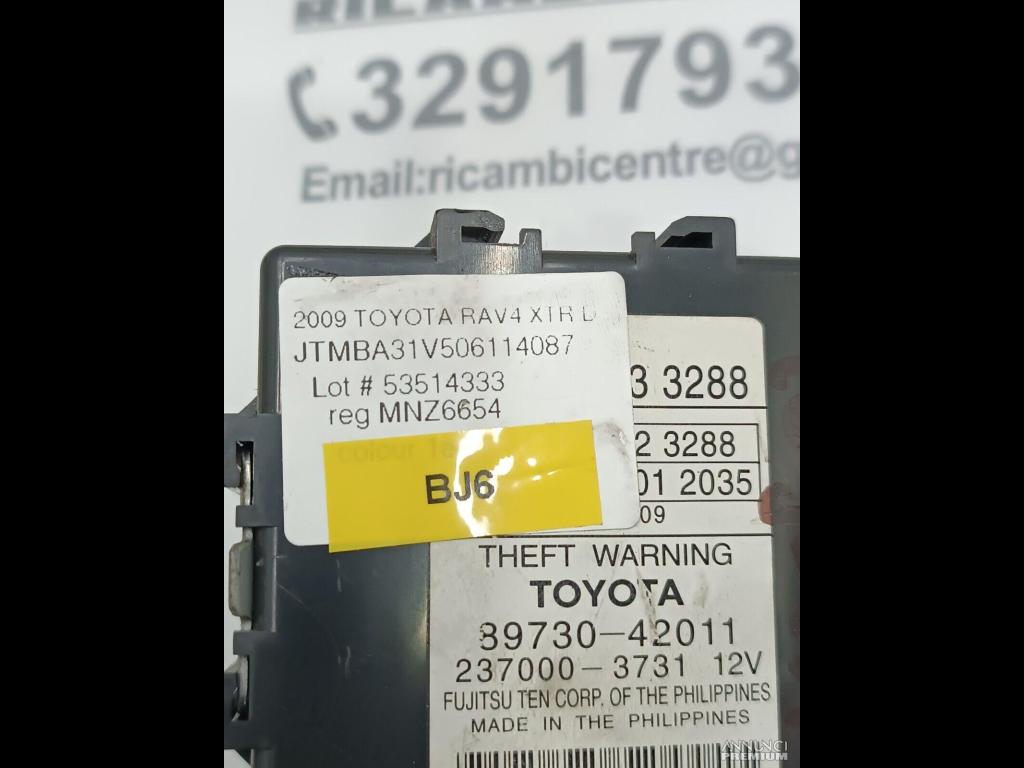 3291793
Email:ricambicentre@g
2009 TOYOTA RAV4 XTR D
JTMBA31V506114087
Lot # 53514333
reg MNZ6654
colour
BJ6
3 3288
2 3288
01 2035
09
THEFT WARNING
TOYOTA
89730-42011
237000-3731 12V
FUJITSU TEN CORP. OF THE PHILIPPINES
MADE IN THE PHILIPPINES
ANNUNCI
PREMIUM